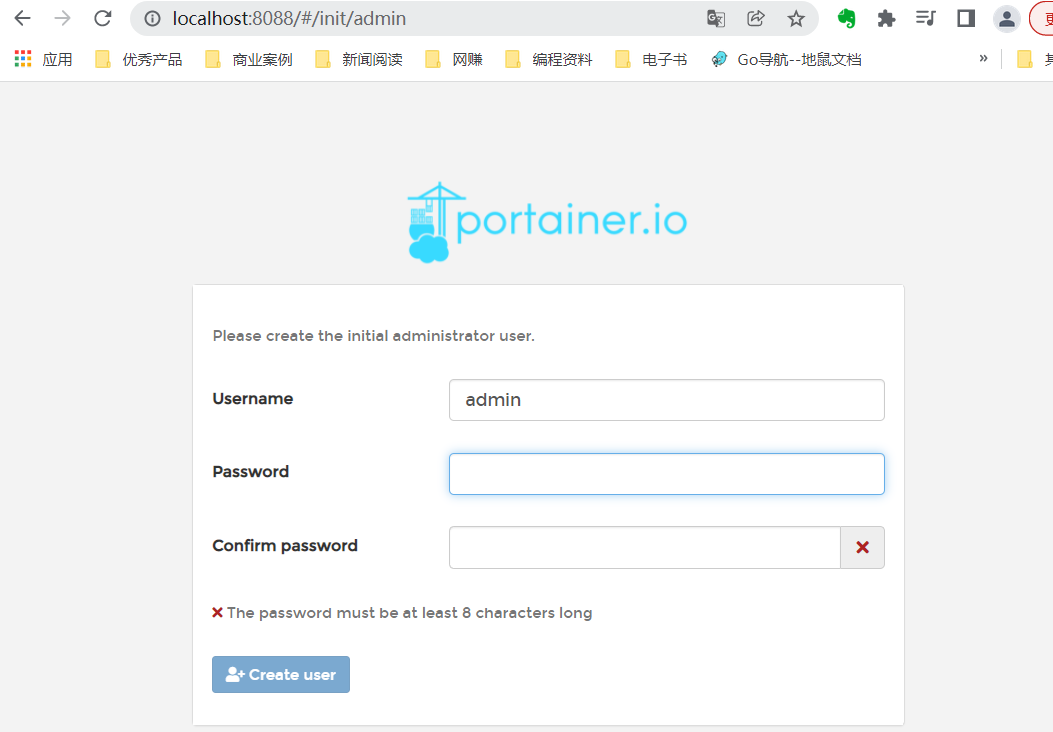 localhost:8088/#/init/admin
应用 优秀产品 商业案例 新闻阅读 网赚 编程资料 电子书 Go导航--地鼠文档 »
portainer.io
Please create the initial administrator user.
Username admin
Password
Confirm password
The password must be at least 8 characters long
Create user